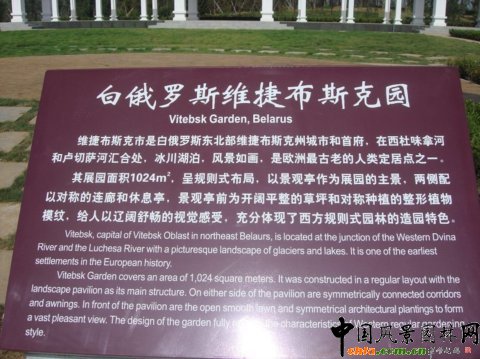 白俄罗斯维捷布斯克园
Vitebsk Garden, Belarus
维捷布斯克市是白俄罗斯东北部维捷布斯克州城市和首府，在西杜味拿河
和卢切萨河汇合处，冰川湖泊，风景如画，是欧洲最古老的人类定居点之一。
其展园面积1024m²，呈规则式布局，以景观亭作为展园的主景，两侧配
以对称的连廊和休息亭，景观亭前为开阔平整的草坪和对称种植的整形植物
模纹，给人以辽阔舒畅的视觉感受，充分体现了西方规则式园林的造园特色。
Vitebsk, capital of Vitebsk Oblast in northeast Belaurs, is located at the junction of the Western Dvina
River and the Luchesa River with a picturesque landscape of glaciers and lakes. It is one of the earliest
settlements in the European history.
Vitebsk Garden covers an area of 1,024 square meters. It was constructed in a regular layout with the
landscape pavilion as its main structure. On either side of the pavilion are symmetrically connected corridors
and awnings. In front of the pavilion are the open smooth lawn and symmetrical architectural plantings to form
a vast pleasant view. The design of the garden fully the characteristics Western regular gardening
style.
中国风景园林网